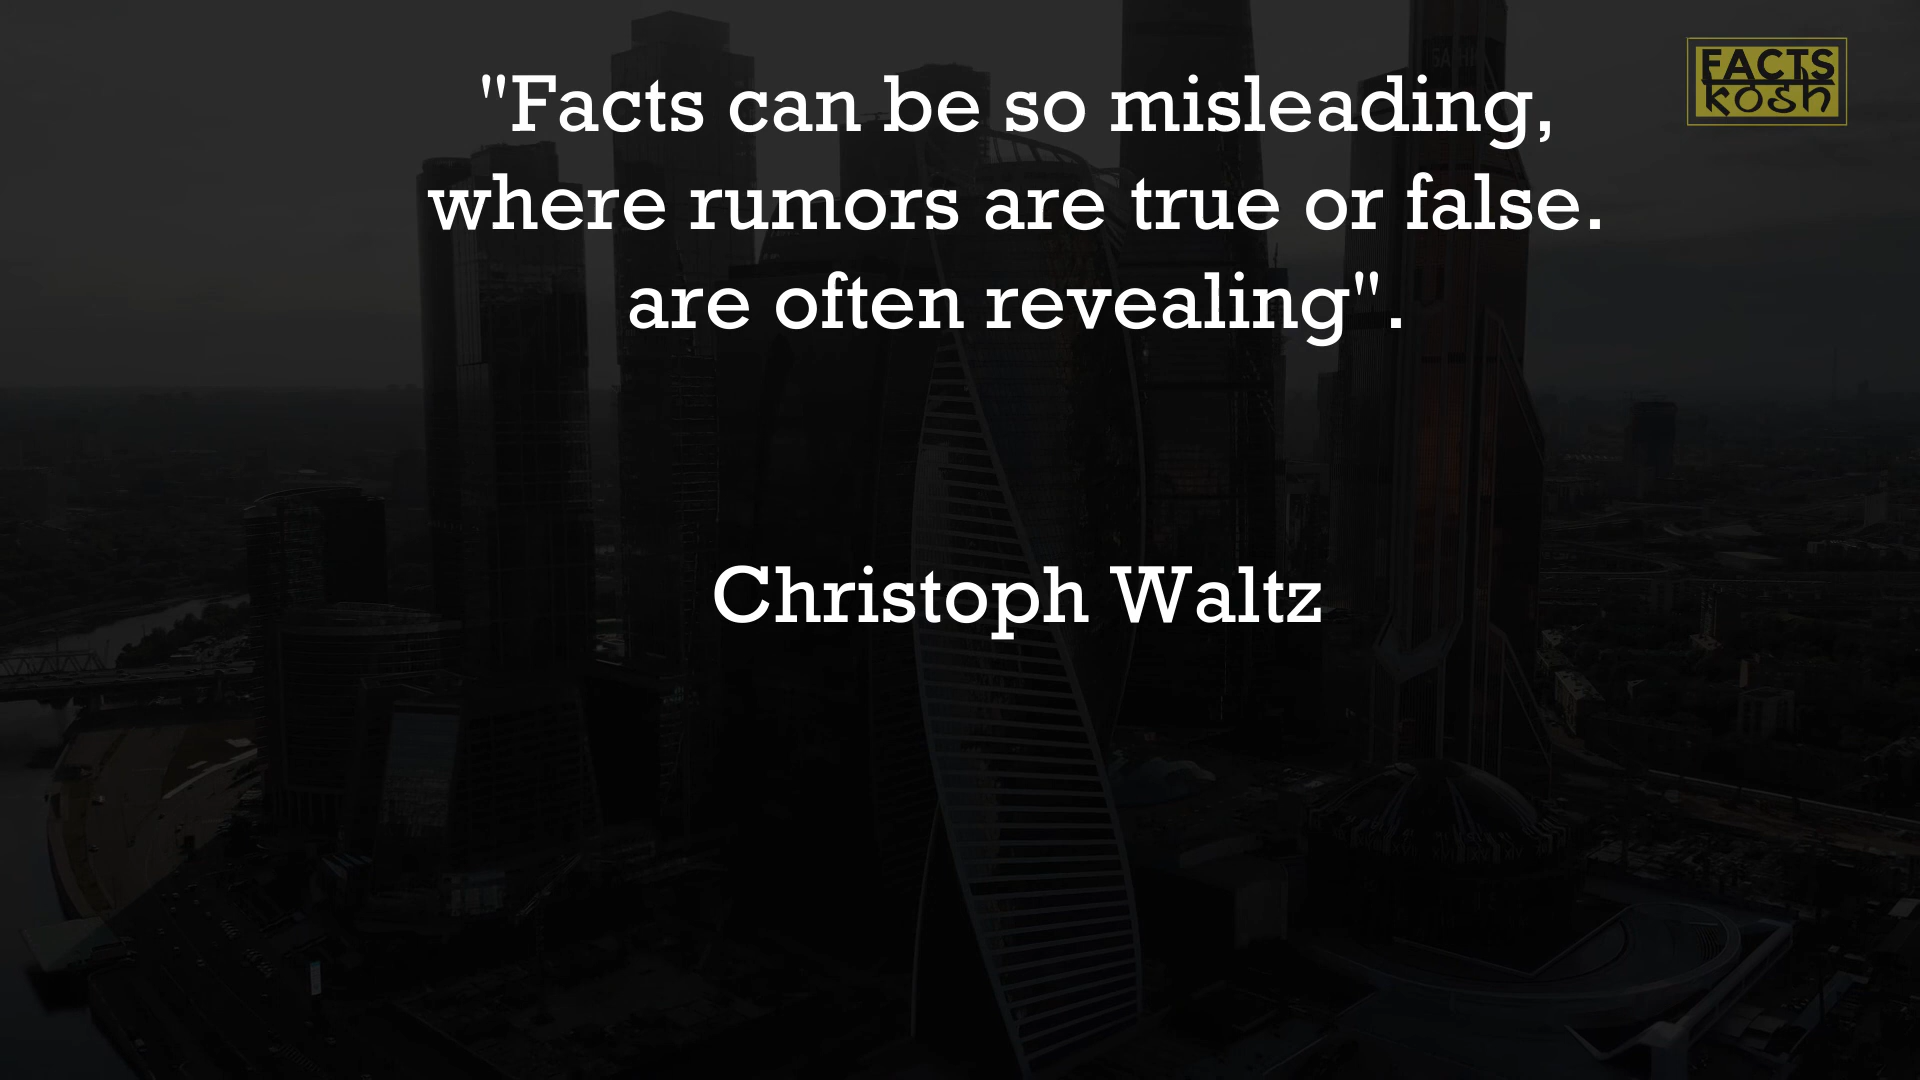 "Facts can be so misleading,
where rumors are true or false.
are often revealing".
Christoph Waltz
FACTS
kosh